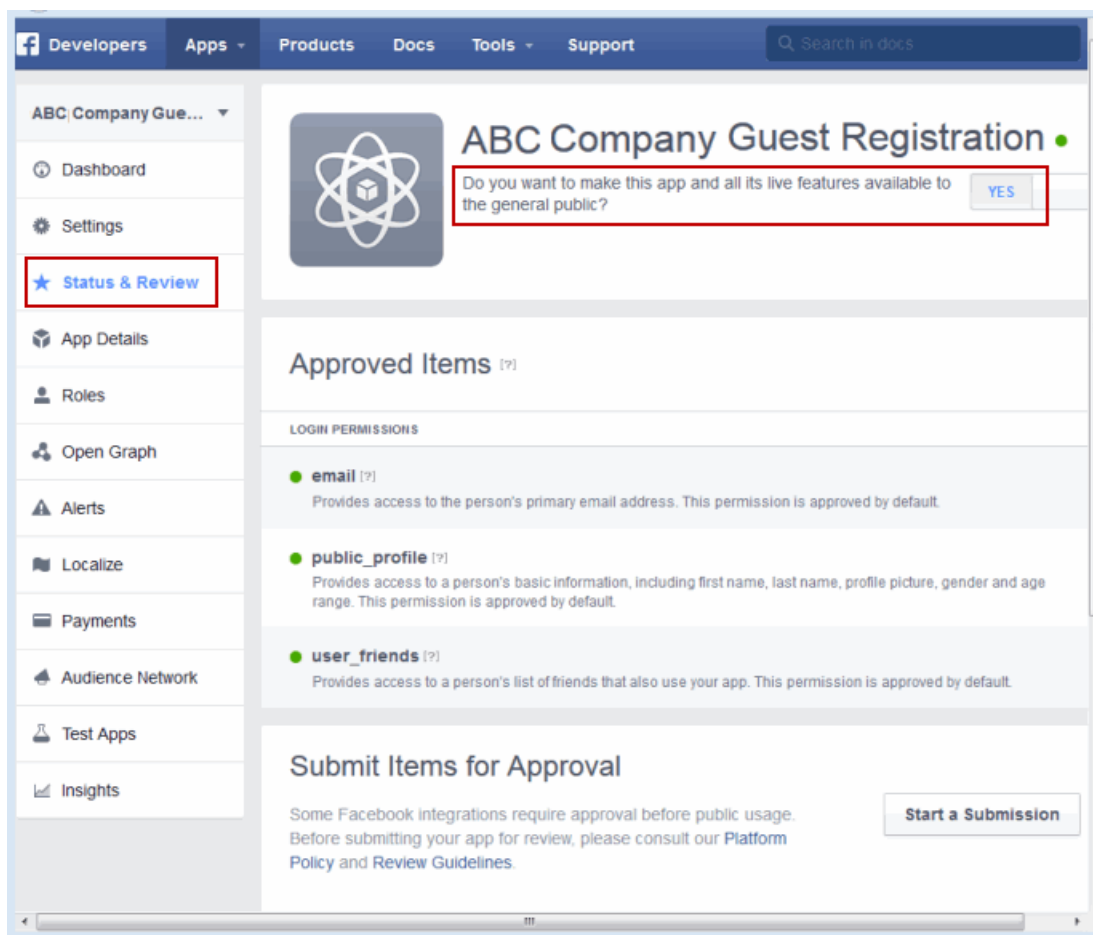 f Developers Apps Products Docs Tools Support Search in docs
ABC Company Gue...
Dashboard
Settings
Status & Review
App Details
Roles
Open Graph
Alerts
Localize
Payments
Audience Network
Test Apps
Insights
ABC Company Guest Registration
Do you want to make this app and all its live features available to
the general public?
YES
Approved Items [?]
LOGIN PERMISSIONS
email [?]
Provides access to the person's primary email address. This permission is approved by default.
public_profile [?]
Provides access to a person's basic information, including first name, last name, profile picture, gender and age
range. This permission is approved by default.
user_friends [?]
Provides access to a person's list of friends that also use your app. This permission is approved by default.
Submit Items for Approval
Some Facebook integrations require approval before public usage.
Before submitting your app for review, please consult our Platform
Policy and Review Guidelines.
Start a Submission